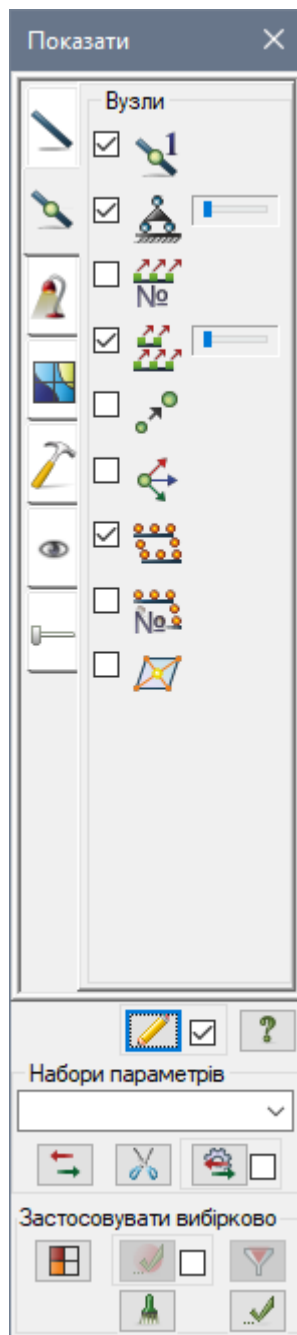 Показати
Вузли
1
№
№
?
Набори параметрів
Застосовувати вибірково